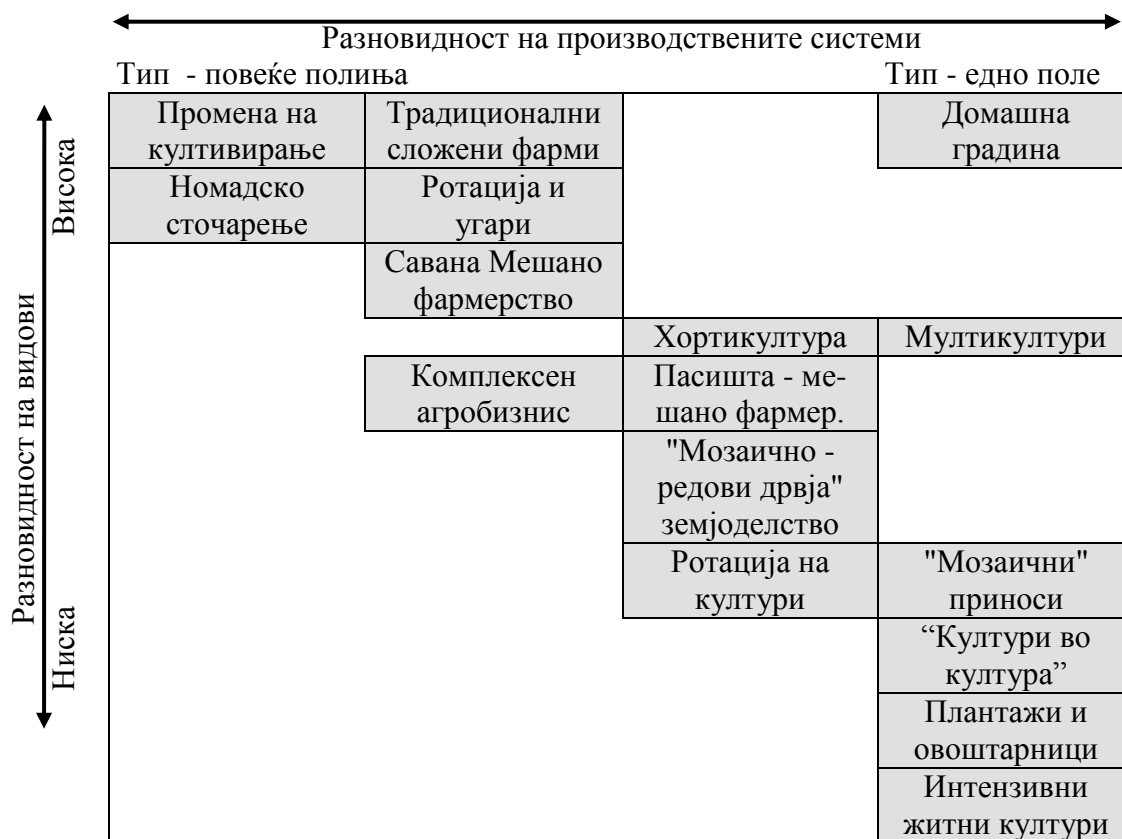 Разновидност на производствените системи
Тип - повеќе полиња
Тип - едно поле
Разновидност на видови
Висока
Ниска
Промена на
култивирање
Традиционални
сложени фарми
Домашна
градина
Номадско
сточарење
Ротација и
угари
Савана Мешано
фармерство
Хортикултура
Мултикултури
Комплексен
агробизнис
Пасишта - ме-
шано фармер.
"Мозаично -
редови дрвја"
земјоделство
Ротација на
култури
"Мозаични"
приноси
“Култури во
култура”
Плантажи и
овоштарници
Интензивни
житни култури